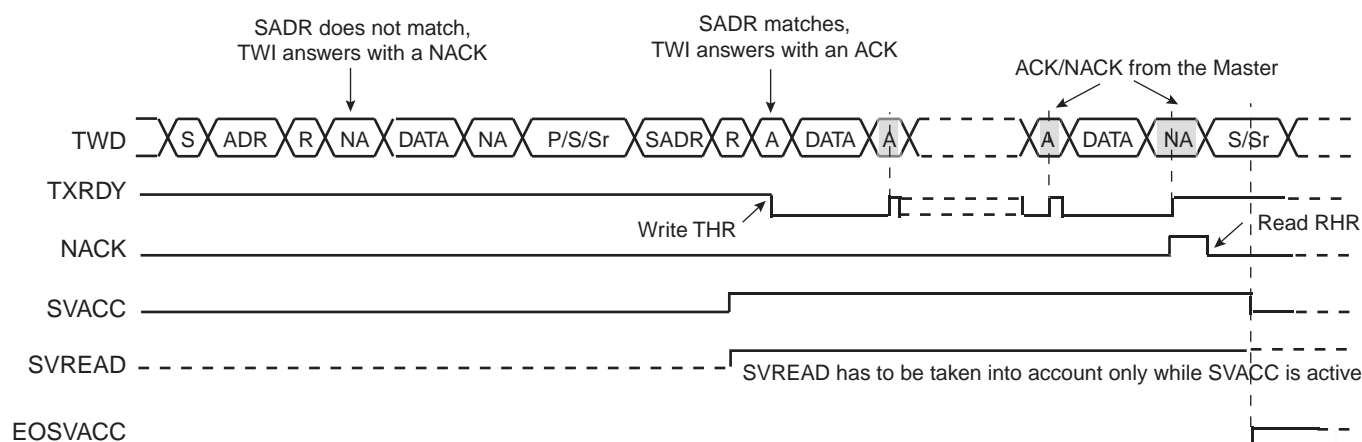 SADR does not match,
TWI answers with a NACK
SADR matches,
TWI answers with an ACK
ACK/NACK from the Master
TWD S ADR R NA DATA NA P/S/Sr SADR R A DATA A A DATA NA S/Sr
TXRDY
Write THR
Read RHR
NACK
SVACC
SVREAD
SVREAD has to be taken into account only while SVACC is active
EOSVACC